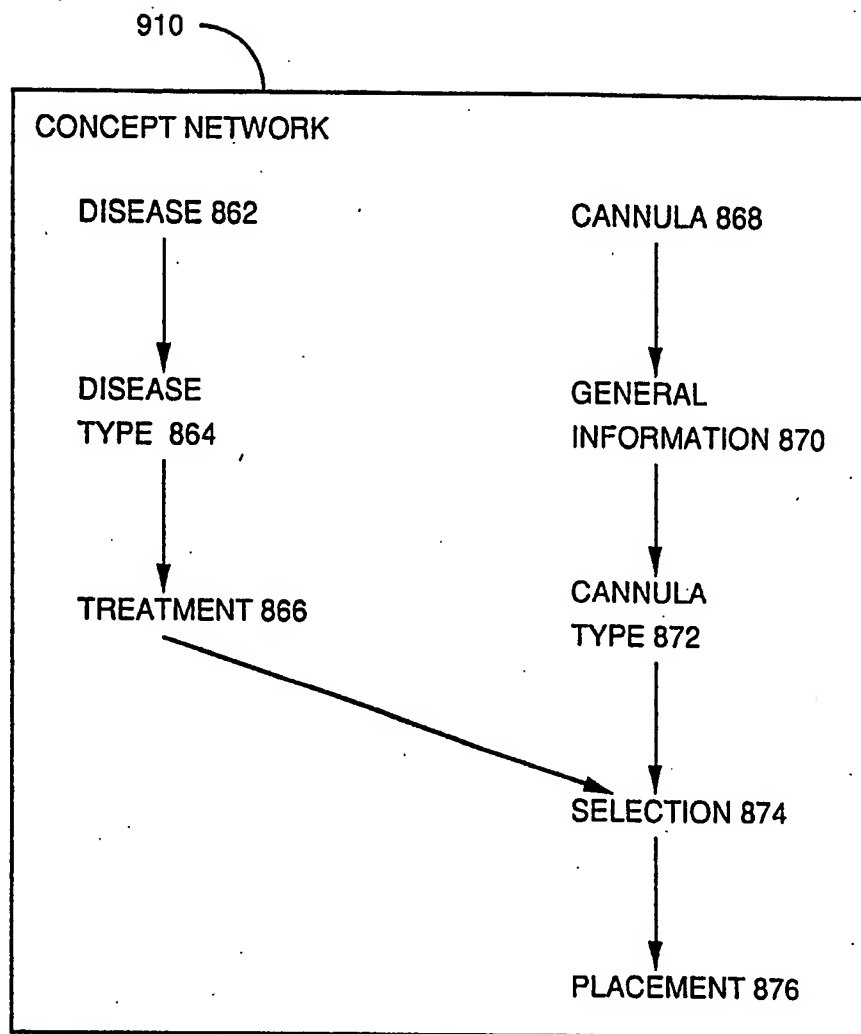 910
CONCEPT NETWORK
DISEASE 862
CANNULA 868
DISEASE
TYPE 864
GENERAL
INFORMATION 870
TREATMENT 866
CANNULA
TYPE 872
SELECTION 874
PLACEMENT 876